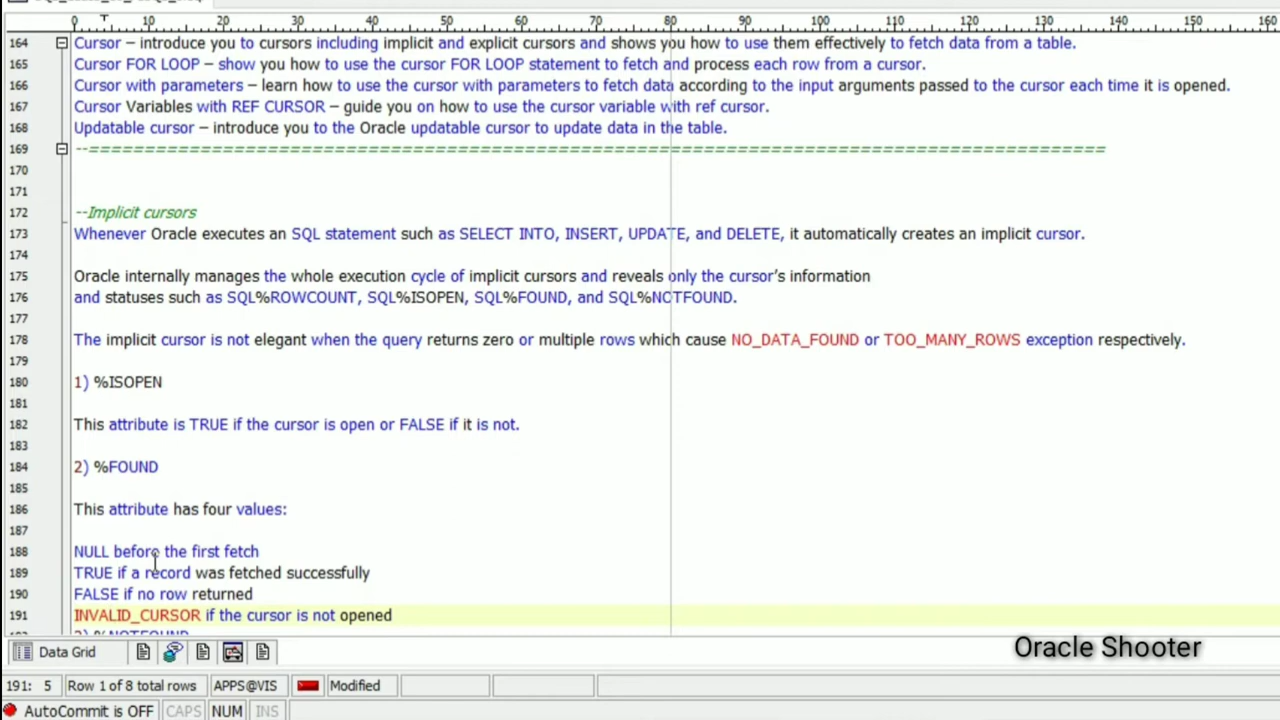 0 10 20 30 40 50 60 70 80 90 100 110 120 130 140 150 160
164 Cursor – introduce you to cursors including implicit and explicit cursors and shows you how to use them effectively to fetch data from a table.
165 Cursor FOR LOOP – show you how to use the cursor FOR LOOP statement to fetch and process each row from a cursor.
166 Cursor with parameters – learn how to use the cursor with parameters to fetch data according to the input arguments passed to the cursor each time it is opened.
167 Cursor Variables with REF CURSOR – guide you on how to use the cursor variable with ref cursor.
168 Updatable cursor – introduce you to the Oracle updatable cursor to update data in the table.
169 --==========================================================================================
170
171
172 --Implicit cursors
173 Whenever Oracle executes an SQL statement such as SELECT INTO, INSERT, UPDATE, and DELETE, it automatically creates an implicit cursor.
174
175 Oracle internally manages the whole execution cycle of implicit cursors and reveals only the cursor's information
176 and statuses such as SQL%ROWCOUNT, SQL%ISOPEN, SQL%FOUND, and SQL%NOTFOUND.
177
178 The implicit cursor is not elegant when the query returns zero or multiple rows which cause NO_DATA_FOUND or TOO_MANY_ROWS exception respectively.
179
180 1) %ISOPEN
181
182 This attribute is TRUE if the cursor is open or FALSE if it is not.
183
184 2) %FOUND
185
186 This attribute has four values:
187
188 NULL before the first fetch
189 TRUE if a record was fetched successfully
190 FALSE if no row returned
191 INVALID_CURSOR if the cursor is not opened
Oracle Shooter
Data Grid
191: 5 Row 1 of 8 total rows APPS@VIS Modified
AutoCommit is OFF CAPS NUM INS